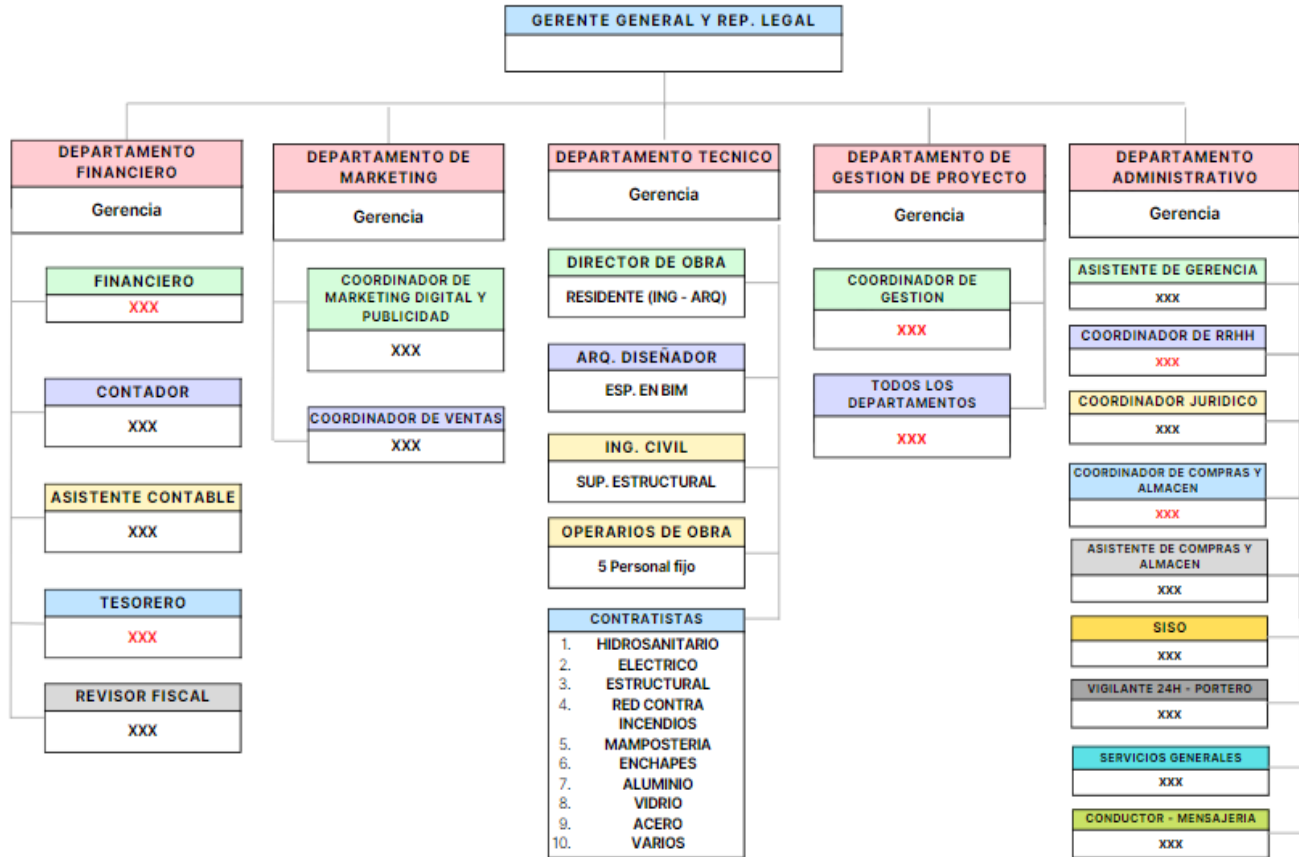 GERENTE GENERAL Y REP. LEGAL
DEPARTAMENTO
FINANCIERO
Gerencia
FINANCIERO
XXX
CONTADOR
XXX
ASISTENTE CONTABLE
XXX
TESORERO
XXX
REVISOR FISCAL
XXX
DEPARTAMENTO DE
MARKETING
Gerencia
COORDINADOR DE
MARKETING DIGITAL Y
PUBLICIDAD
XXX
COORDINADOR DE VENTAS
XXX
DEPARTAMENTO TECNICO
Gerencia
DIRECTOR DE OBRA
RESIDENTE (ING - ARQ)
ARQ. DISEÑADOR
ESP. EN BIM
ING. CIVIL
SUP. ESTRUCTURAL
OPERARIOS DE OBRA
5 Personal fijo
CONTRATISTAS
1. HIDROSANITARIO
2. ELECTRICO
3. ESTRUCTURAL
4. RED CONTRA
INCENDIOS
5. MAMPOSTERIA
6. ENCHAPES
7. ALUMINIO
8. VIDRIO
9. ACERO
10. VARIOS
DEPARTAMENTO DE
GESTION DE PROYECTO
Gerencia
COORDINADOR DE
GESTION
XXX
TODOS LOS
DEPARTAMENTOS
XXX
DEPARTAMENTO
ADMINISTRATIVO
Gerencia
ASISTENTE DE GERENCIA
XXX
COORDINADOR DE RRHH
XXX
COORDINADOR JURIDICO
XXX
COORDINADOR DE COMPRAS Y
ALMACEN
XXX
ASISTENTE DE COMPRAS Y
ALMACEN
XXX
SISO
XXX
VIGILANTE 24H - PORTERO
XXX
SERVICIOS GENERALES
XXX
CONDUCTOR - MENSAJERIA
XXX